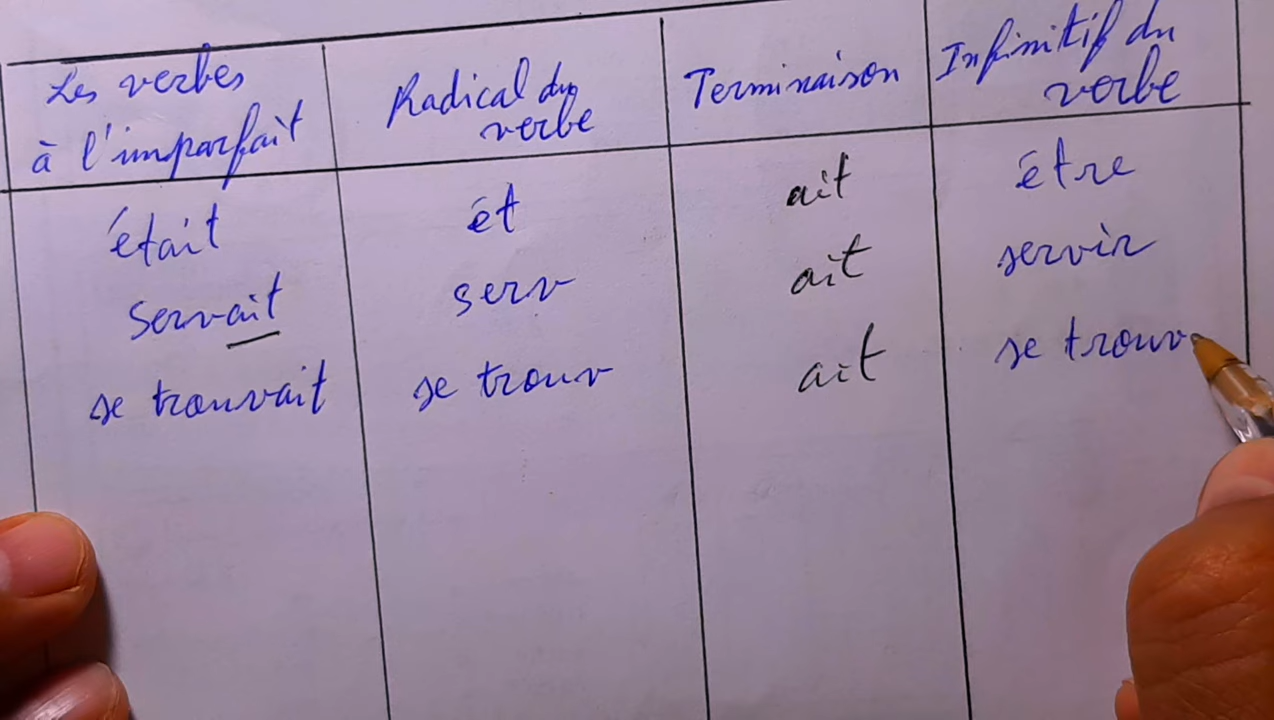 Les verbes
à l'imparfait
Radical du
verbe
Terminaison
Infinitif du
verbe
était
ét
ait
être
servait
serv
ait
servir
se trouvait
se trouv
ait
se trouv